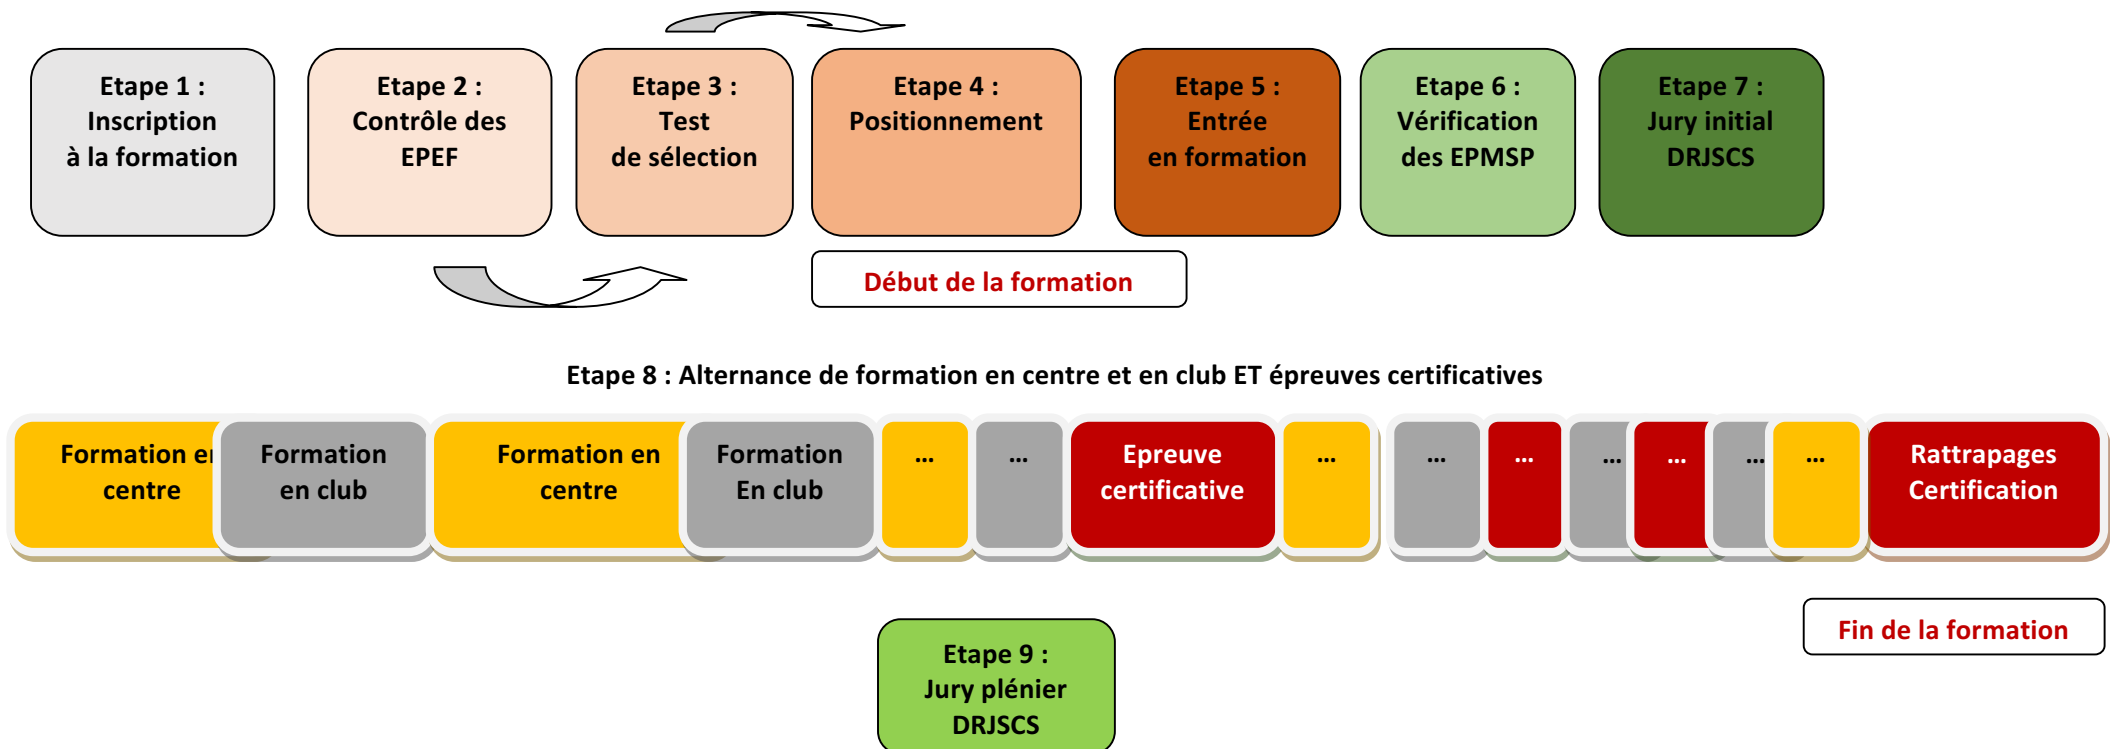 Etape 1 :
Inscription
à la formation
Etape 2 :
Contrôle des
EPEF
Etape 3 :
Test
de sélection
Etape 4 :
Positionnement
Etape 5 :
Entrée
en formation
Etape 6 :
Vérification
des EPMSP
Etape 7 :
Jury initial
DRJSCS
Début de la formation
Etape 8 : Alternance de formation en centre et en club ET épreuves certificatives
Formation en
centre
Formation
en club
Formation en
centre
Formation
En club
...
...
Epreuve
certificative
...
...
...
...
...
...
...
Rattrapages
Certification
Fin de la formation
Etape 9 :
Jury plénier
DRJSCS